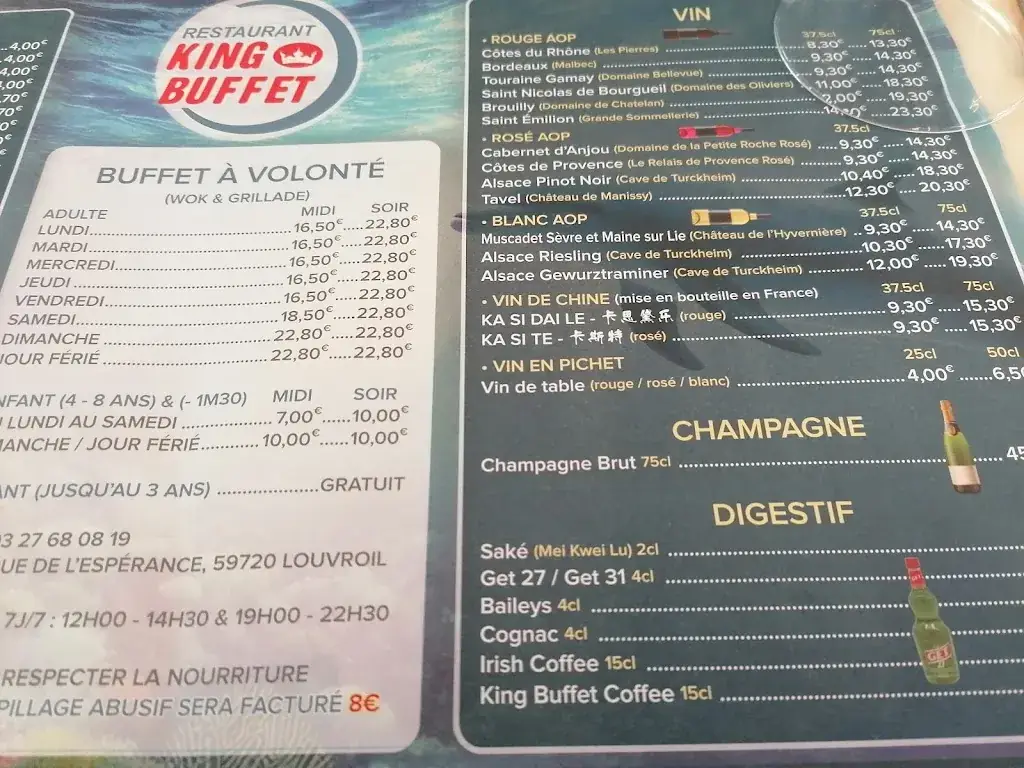 4,00€
4,00€
4,00€
RESTAURANT
KING
BUFFET
BUFFET À VOLONTÉ
(WOK & GRILLADE)
ADULTE MIDI SOIR
LUNDI 16,50€ 22,80€
MARDI 16,50€ 22,80€
MERCREDI 16,50€ 22,80€
JEUDI 16,50€ 22,80€
VENDREDI 16,50€ 22,80€
SAMEDI 18,50€ 22,80€
DIMANCHE 22,80€ 22,80€
JOUR FÉRIÉ 22,80€ 22,80€
NFANT (4 - 8 ANS) & (- 1M30) MIDI SOIR
LUNDI AU SAMEDI 7,00€ 10,00€
MANCHE / JOUR FÉRIÉ 10,00€ 10,00€
ANT (JUSQU'AU 3 ANS) GRATUIT
3 27 68 08 19
UE DE L'ESPÉRANCE, 59720 LOUVROIL
7J/7 : 12H00 - 14H30 & 19H00 - 22H30
RESPECTER LA NOURRITURE
PILLAGE ABUSIF SERA FACTURÉ 8€
VIN
• ROUGE AOP 37.5cl 75cl
Côtes du Rhône (Les Pierres) 8,30€ 13,30€
Bordeaux (Malbec) 9,30€ 14,30€
Touraine Gamay (Domaine Bellevue) 9,30€ 14,30€
Saint Nicolas de Bourgueil (Domaine des Oliviers) 11,00€ 18,30€
Brouilly (Domaine de Chatelan) 2,00€ 19,30€
Saint Émilion (Grande Sommellerie) 23,30€
• ROSÉ AOP 37.5cl
Cabernet d'Anjou (Domaine de la Petite Roche Rosé) 9,30€ 14,30€
Côtes de Provence (Le Relais de Provence Rosé) 9,30€ 14,30€
Alsace Pinot Noir (Cave de Turckheim) 10,40€ 18,30€
Tavel (Château de Manissy) 12,30€ 20,30€
• BLANC AOP 37.5cl 75cl
Muscadet Sèvre et Maine sur Lie (Château de l'Hyvernière) 9,30€ 14,30€
Alsace Riesling (Cave de Turckheim) 10,30€ 17,30€
Alsace Gewurztraminer (Cave de Turckheim) 12,00€ 19,30€
• VIN DE CHINE (mise en bouteille en France) 37.5cl 75cl
KA SI DAI LE - 卡思黛乐 (rouge) 9,30€ 15,30€
KA SI TE - 卡斯特 (rosé) 9,30€ 15,30€
• VIN EN PICHET 25cl 50cl
Vin de table (rouge / rosé / blanc) 4,00€ 6,5
CHAMPAGNE
Champagne Brut 75cl 45
DIGESTIF
Saké (Mei Kwei Lu) 2cl
Get 27 / Get 31 4cl
Baileys 4cl
Cognac 4cl
Irish Coffee 15cl
King Buffet Coffee 15cl
GET
27